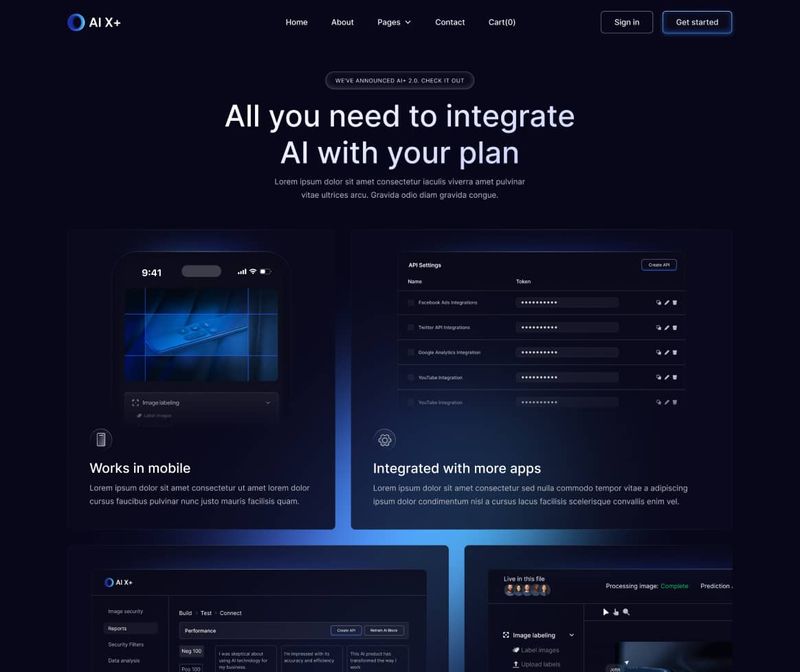 AI X+
Home
About
Pages
Contact
Cart(0)
Sign in
Get started
WE'VE ANNOUNCED AI+ 2.0. CHECK IT OUT
All you need to integrate
AI with your plan
Lorem ipsum dolor sit amet consectetur iaculis viverra amet pulvinar
vitae ultrices arcu. Gravida odio diam gravida congue.
9:41
Image labeling
Label images
Works in mobile
Lorem ipsum dolor sit amet consectetur ut amet lorem dolor
cursus faucibus pulvinar nunc justo mauris facilisis quam.
API Settings
Create API
Name
Token
Facebook Ads Integrations
Twitter API Integrations
Google Analytics Integration
YouTube Integration
YouTube Integration
Integrated with more apps
Lorem ipsum dolor sit amet consectetur sed nulla commodo tempor vitae a adipiscing
ipsum dolor condimentum nisl a cursus lacus facilisis scelerisque convallis enim vel.
AI X+
Image security
Reports
Security Filters
Data analysis
Build
Test
Connect
Performance
Create API
Retrain AI Block
Neg 100
Pos 100
I was skeptical about
using AI technology for
my business.
I'm impressed with its
accuracy and efficiency
This AI product has
transformed the way I
work
Live in this file
Processing image: Complete
Prediction
Image labeling
Label images
Upload labels
John